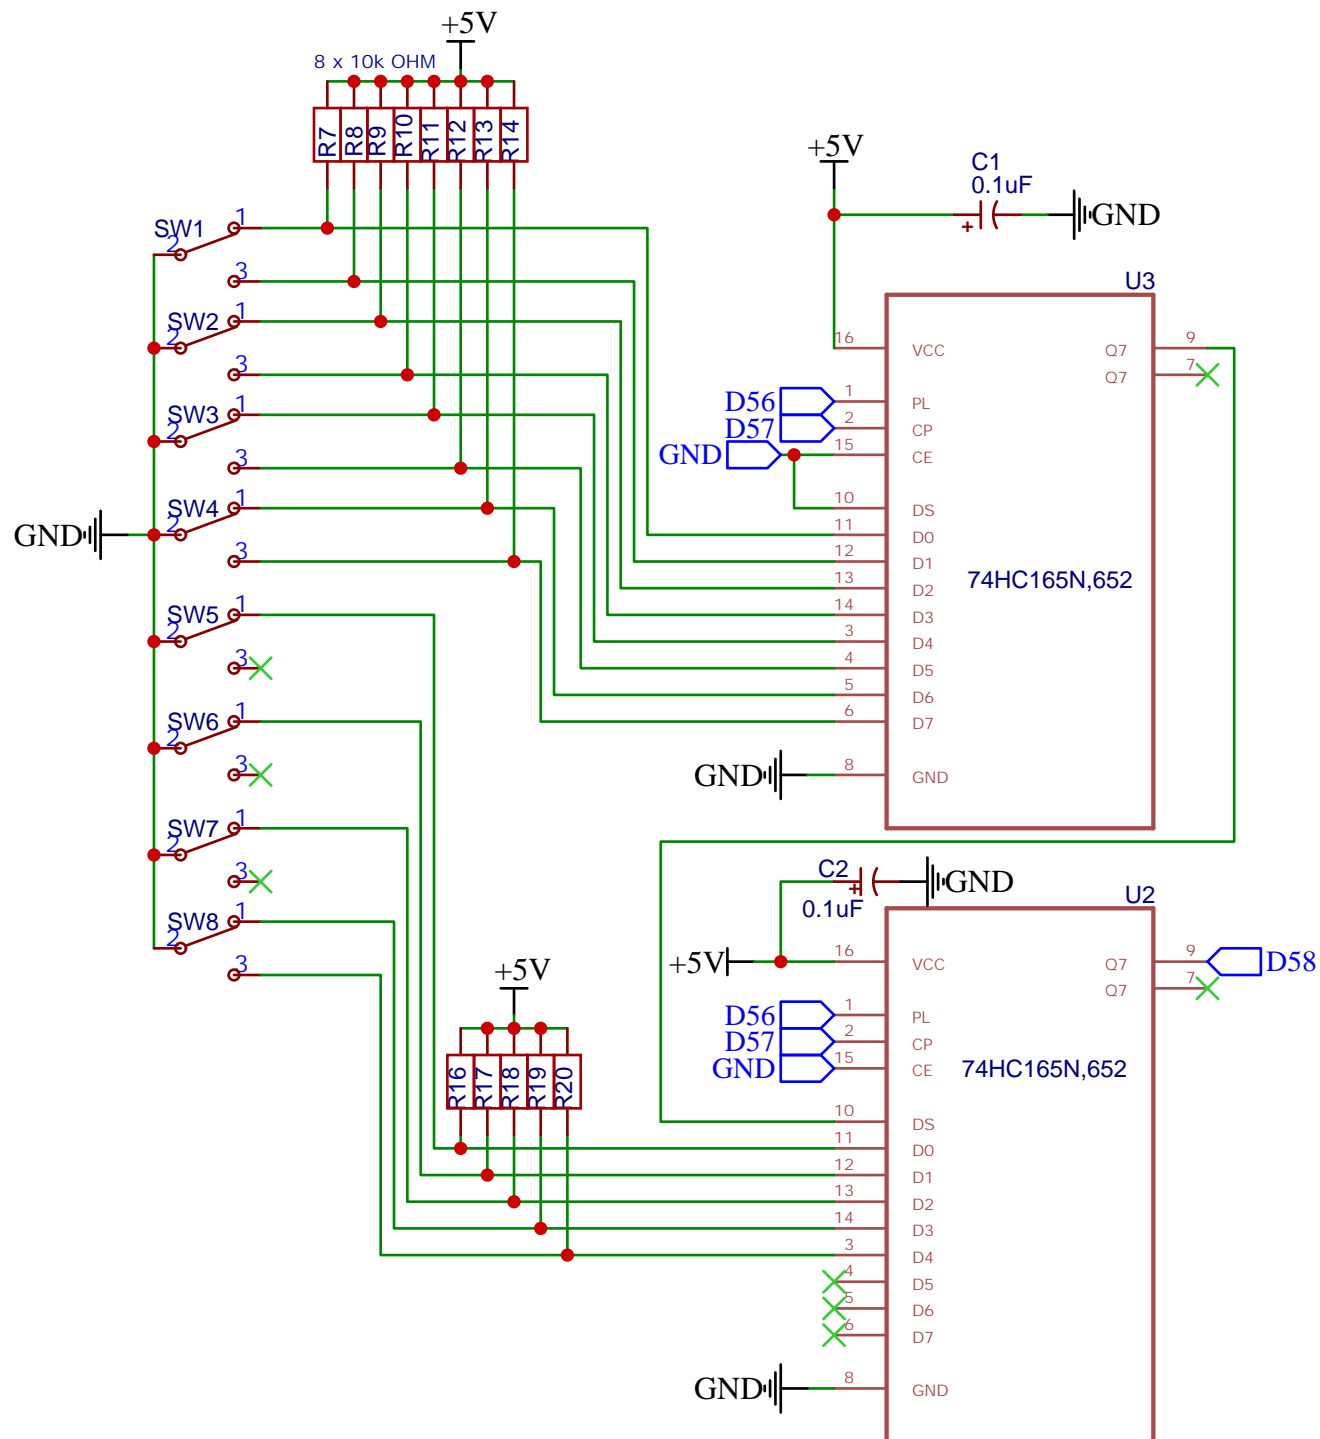 +5V
8 x 10k OHM
R7 R8 R9 R10 R11 R12 R13 R14
SW1 1 2 3
SW2 1 2 3
SW3 1 2 3
SW4 1 2 3
GND
SW5 1 2 3
SW6 1 2 3
SW7 1 2 3
SW8 1 2 3
+5V
R16 R17 R18 R19 R20
+5V
C1
0.1uF
GND
U3
16 VCC Q7 9
Q7 7
D56 1 PL
D57 2 CP
GND 15 CE
10 DS
11 D0
12 D1
74HC165N,652
13 D2
14 D3
3 D4
4 D5
5 D6
6 D7
GND 8 GND
C2
0.1uF
GND
U2
+5V 16 VCC Q7 9 D58
Q7 7
D56 1 PL
D57 2 CP
GND 15 CE
74HC165N,652
10 DS
11 D0
12 D1
13 D2
14 D3
3 D4
4 D5
5 D6
6 D7
GND 8 GND